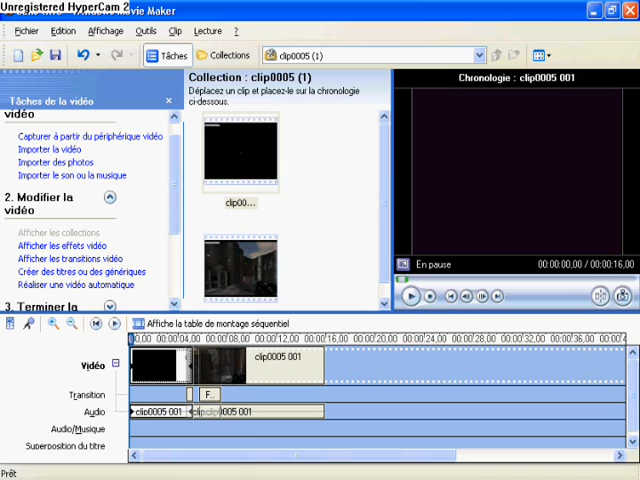 Unregistered HyperCam 2
Movie Maker
Fichier Edition Affichage Outils Clip Lecture ?
Tâches Collections clip0005 (1)
Tâches de la vidéo
vidéo
Capturer à partir du périphérique vidéo
Importer la vidéo
Importer des photos
Importer le son ou la musique
2. Modifier la
vidéo
Afficher les collections
Afficher les effets vidéo
Afficher les transitions vidéo
Créer des titres ou des génériques
Réaliser une vidéo automatique
3. Terminer la
Collection : clip0005 (1)
Déplacez un clip et placez-le sur la chronologie
ci-dessous.
clip00...
Chronologie : clip0005 001
En pause 00:00:00,00 / 00:00:16,00
Affiche la table de montage séquentiel
0,00 00:00:04,00 00:00:08,00 00:00:12,00 00:00:16,00 00:00:20,00 00:00:24,00 00:00:28,00 00:00:32,00 00:00:36,00 00:00:4
Vidéo clip0005 001
Transition F..
Audio clip0005 001 clip0005 001
Audio/Musique
Superposition du titre
Prêt